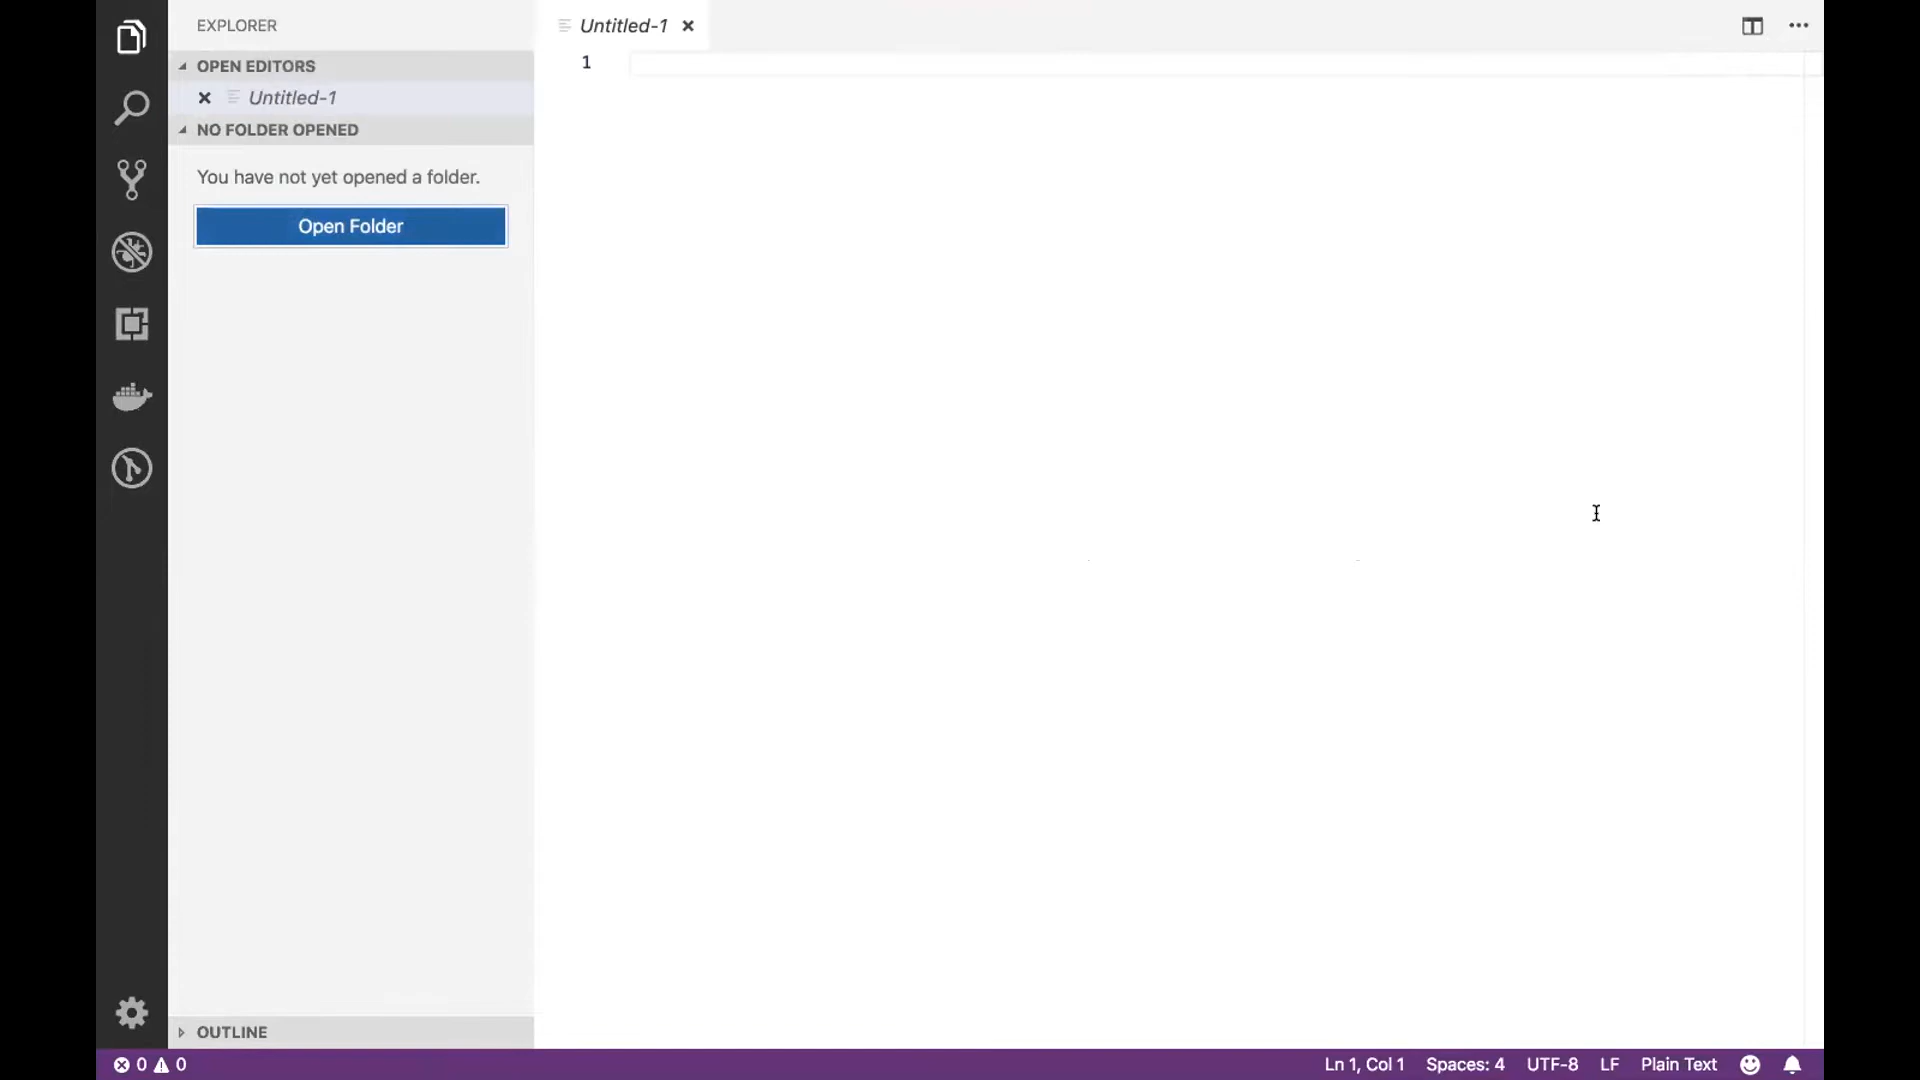 EXPLORER
OPEN EDITORS
Untitled-1
NO FOLDER OPENED
You have not yet opened a folder.
Open Folder
OUTLINE
Untitled-1
1
0 0
Ln 1, Col 1 Spaces: 4 UTF-8 LF Plain Text